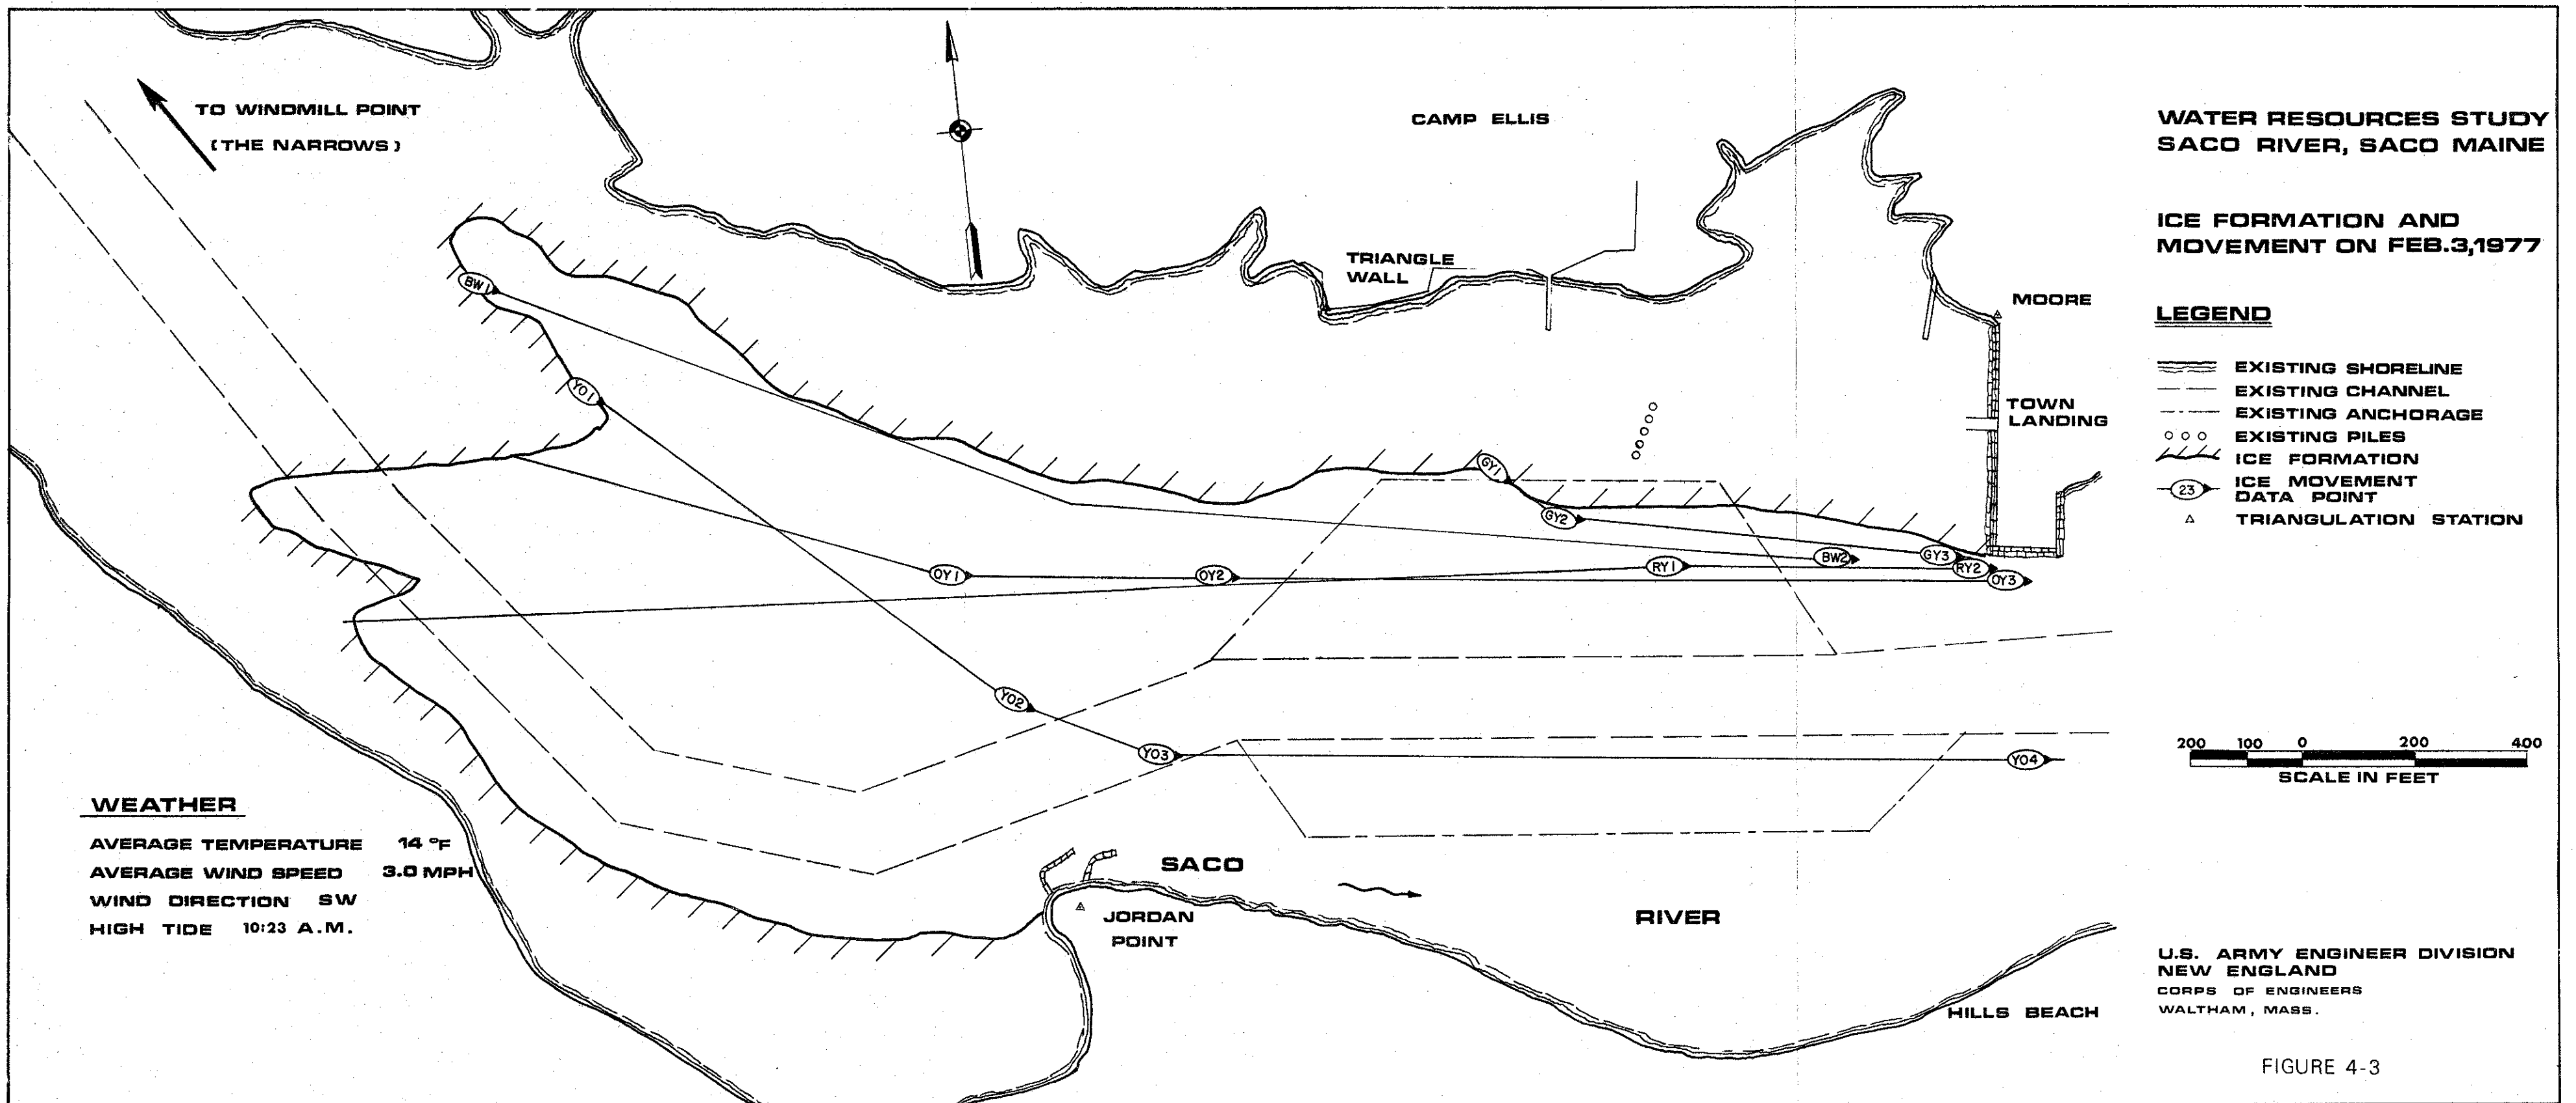 TO WINDMILL POINT
(THE NARROWS)
CAMP ELLIS
TRIANGLE
WALL
MOORE
TOWN
LANDING
BW1
YO1
GY1
GY2
GY3
BW2
RY1
RY2
OY1
OY2
OY3
YO2
YO3
YO4
SACO
RIVER
JORDAN
POINT
HILLS BEACH
WEATHER
AVERAGE TEMPERATURE 14 °F
AVERAGE WIND SPEED 3.0 MPH
WIND DIRECTION SW
HIGH TIDE 10:23 A.M.
WATER RESOURCES STUDY
SACO RIVER, SACO MAINE
ICE FORMATION AND
MOVEMENT ON FEB.3,1977
LEGEND
EXISTING SHORELINE
EXISTING CHANNEL
EXISTING ANCHORAGE
EXISTING PILES
ICE FORMATION
23
ICE MOVEMENT
DATA POINT
TRIANGULATION STATION
200 100 0 200 400
SCALE IN FEET
U.S. ARMY ENGINEER DIVISION
NEW ENGLAND
CORPS OF ENGINEERS
WALTHAM, MASS.
FIGURE 4-3